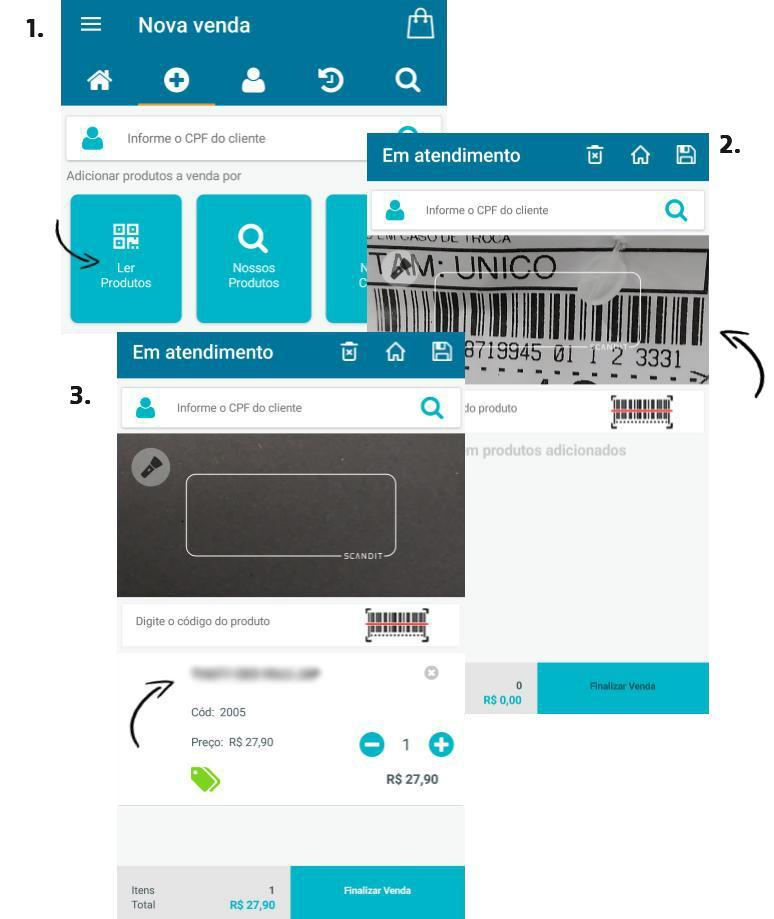 1.
Nova venda
Informe o CPF do cliente
Adicionar produtos a venda por
Ler
Produtos
Nossos
Produtos
2.
Em atendimento
Informe o CPF do cliente
EM CASO DE TROCA
TAM: UNICO
SCANDIT
8719945 01 1 2 3331
do produto
m produtos adicionados
0
R$ 0,00
Finalizar Venda
3.
Em atendimento
Informe o CPF do cliente
SCANDIT
Digite o código do produto
Cód: 2005
Preço: R$ 27,90
1
R$ 27,90
Itens 1
Total R$ 27,90
Finalizar Venda